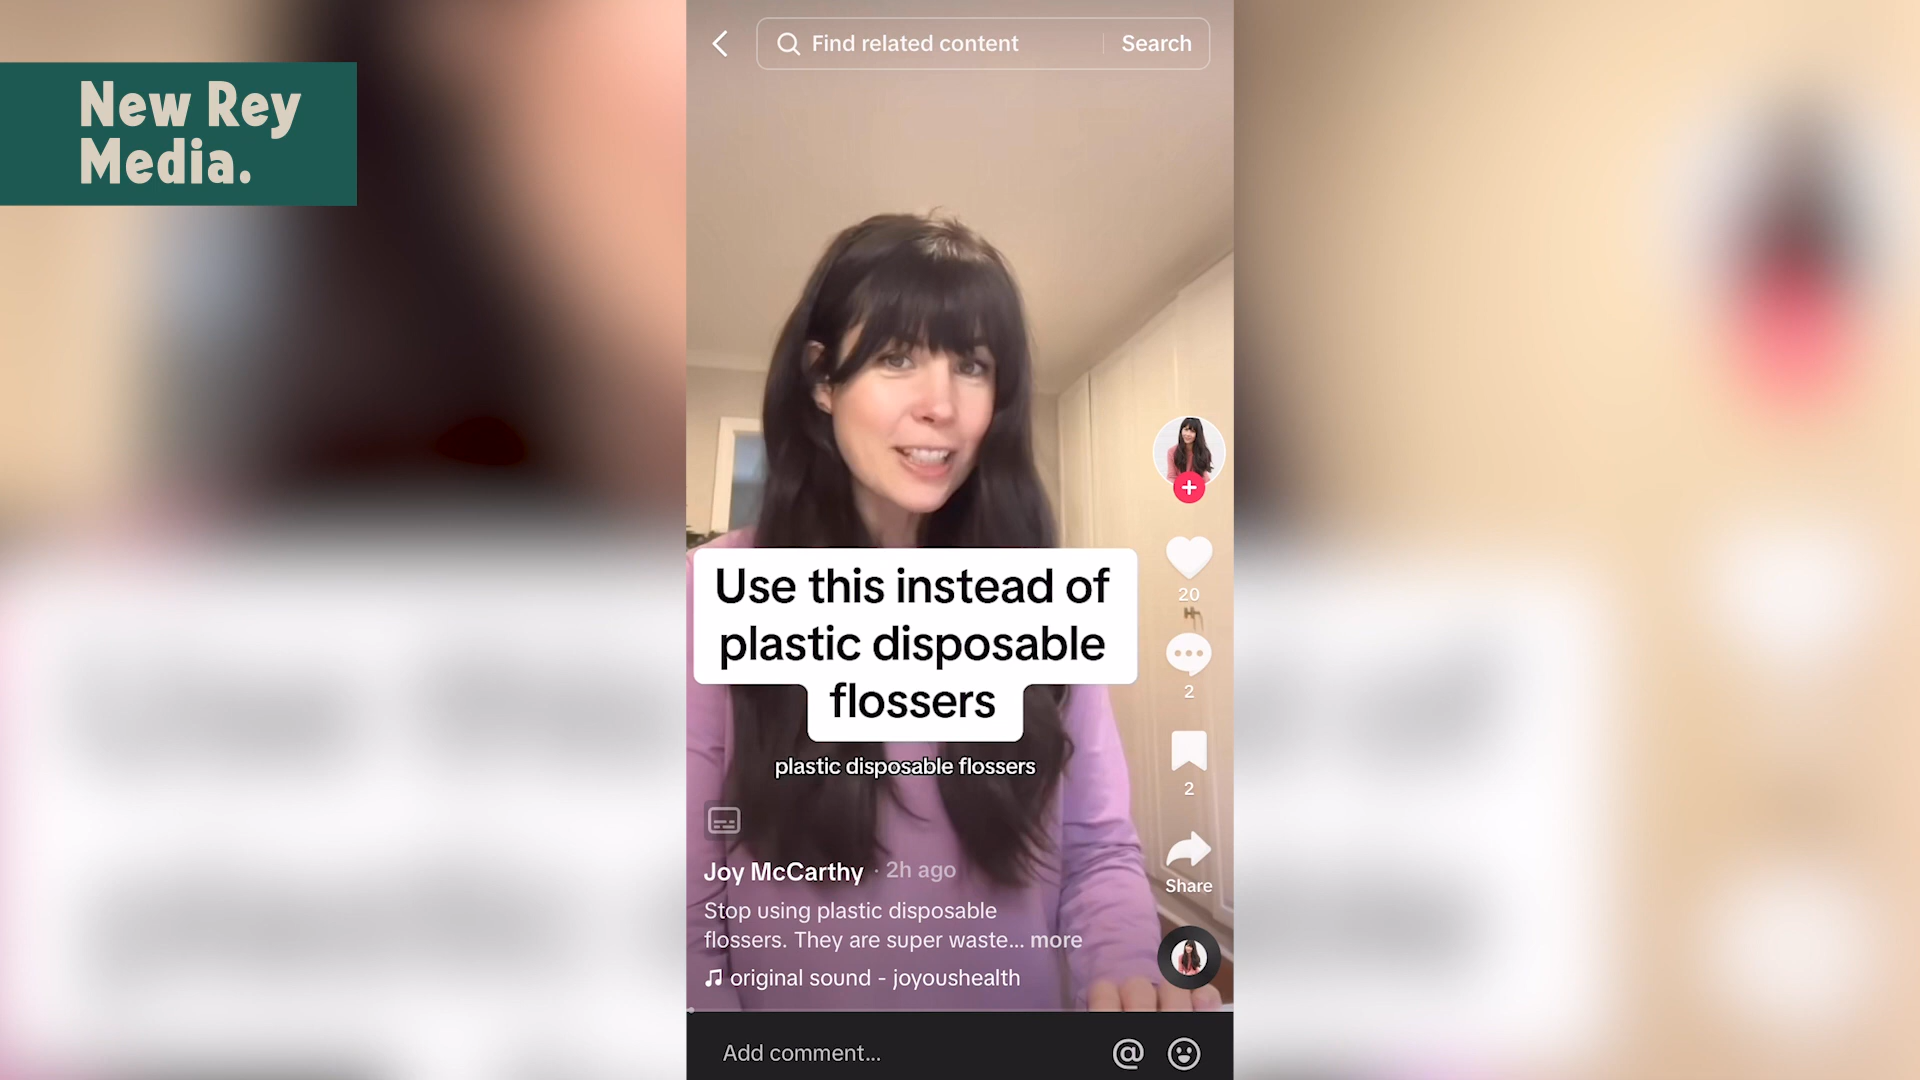 New Rey
Media.
Find related content
Search
Use this instead of
plastic disposable
flossers
plastic disposable flossers
20
2
2
Share
Joy McCarthy · 2h ago
Stop using plastic disposable
flossers. They are super waste... more
original sound - joyoushealth
Add comment...
@